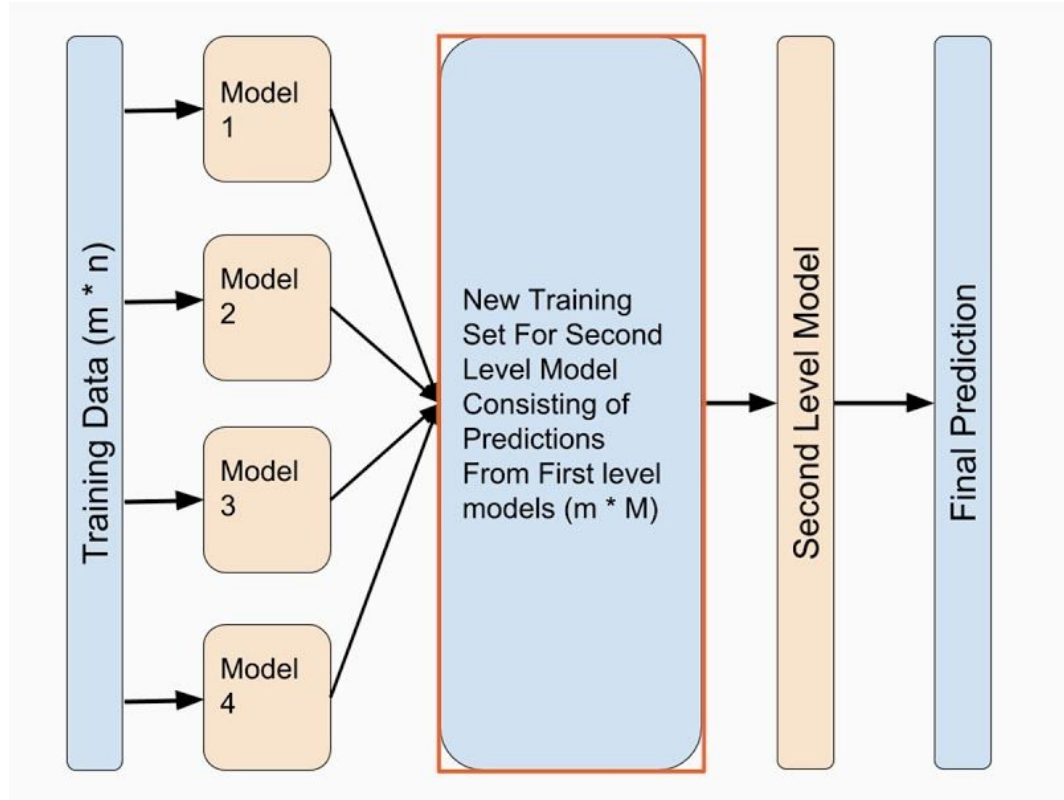 Training Data (m * n)
Model
1
Model
2
Model
3
Model
4
New Training
Set For Second
Level Model
Consisting of
Predictions
From First level
models (m * M)
Second Level Model
Final Prediction